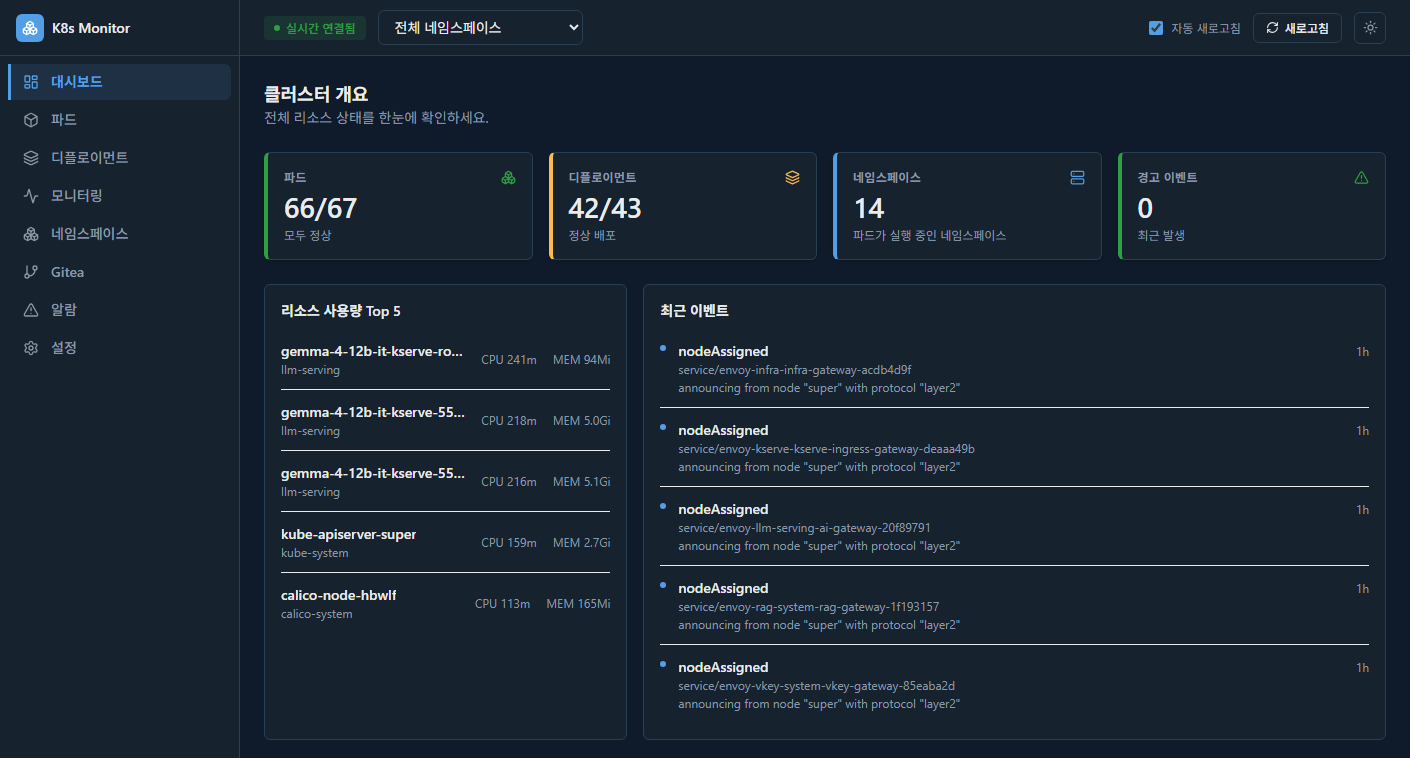 K8s Monitor
실시간 연결됨
전체 네임스페이스
자동 새로고침
새로고침
대시보드
파드
디플로이먼트
모니터링
네임스페이스
Gitea
알람
설정
클러스터 개요
전체 리소스 상태를 한눈에 확인하세요.
파드
66/67
모두 정상
디플로이먼트
42/43
정상 배포
네임스페이스
14
파드가 실행 중인 네임스페이스
경고 이벤트
0
최근 발생
리소스 사용량 Top 5
gemma-4-12b-it-kserve-ro... CPU 241m MEM 94Mi
llm-serving
gemma-4-12b-it-kserve-55... CPU 218m MEM 5.0Gi
llm-serving
gemma-4-12b-it-kserve-55... CPU 216m MEM 5.1Gi
llm-serving
kube-apiserver-super CPU 159m MEM 2.7Gi
kube-system
calico-node-hbwlf CPU 113m MEM 165Mi
calico-system
최근 이벤트
nodeAssigned 1h
service/envoy-infra-infra-gateway-acdb4d9f
announcing from node "super" with protocol "layer2"
nodeAssigned 1h
service/envoy-kserve-kserve-ingress-gateway-deaaa49b
announcing from node "super" with protocol "layer2"
nodeAssigned 1h
service/envoy-llm-serving-ai-gateway-20f89791
announcing from node "super" with protocol "layer2"
nodeAssigned 1h
service/envoy-rag-system-rag-gateway-1f193157
announcing from node "super" with protocol "layer2"
nodeAssigned 1h
service/envoy-vkey-system-vkey-gateway-85eaba2d
announcing from node "super" with protocol "layer2"